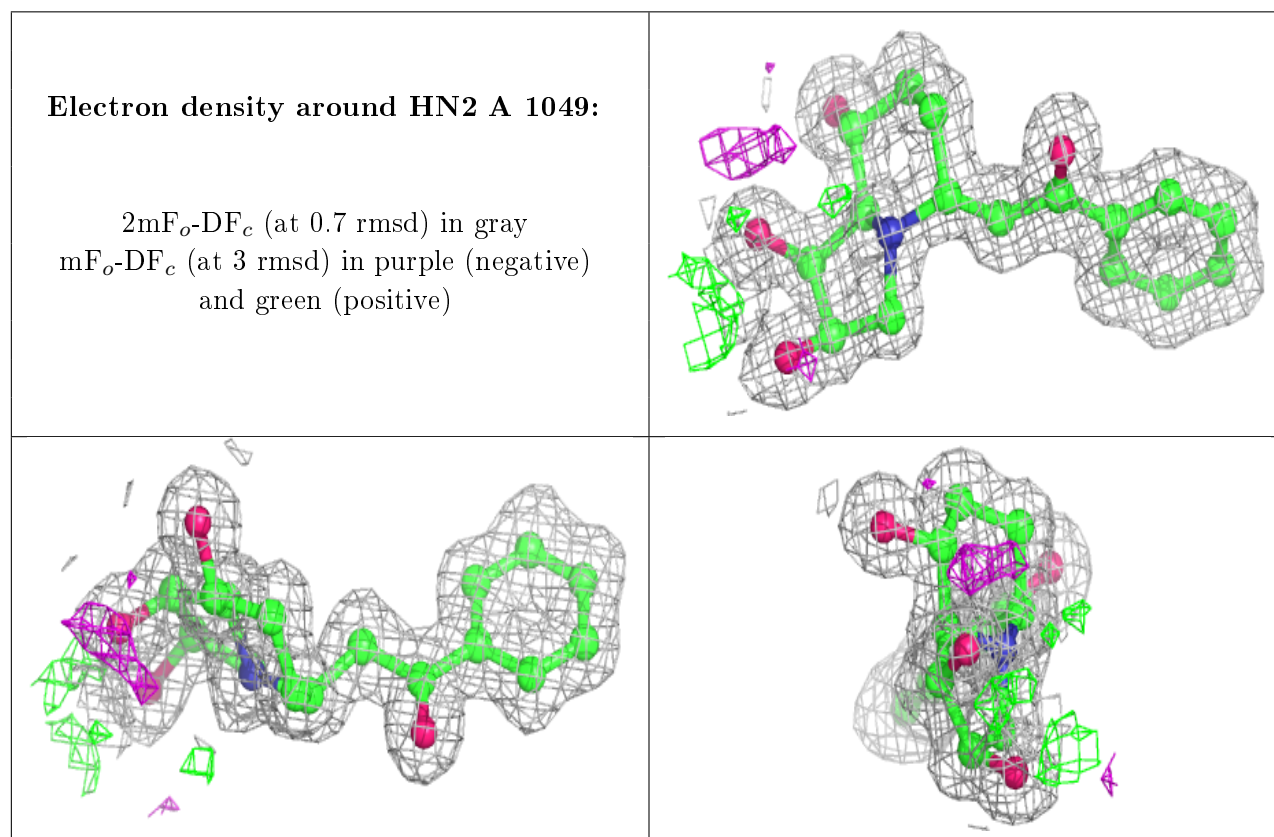 Electron density around HN2 A 1049:
2mFₒ-DF𝒸 (at 0.7 rmsd) in gray
mFₒ-DF𝒸 (at 3 rmsd) in purple (negative)
and green (positive)